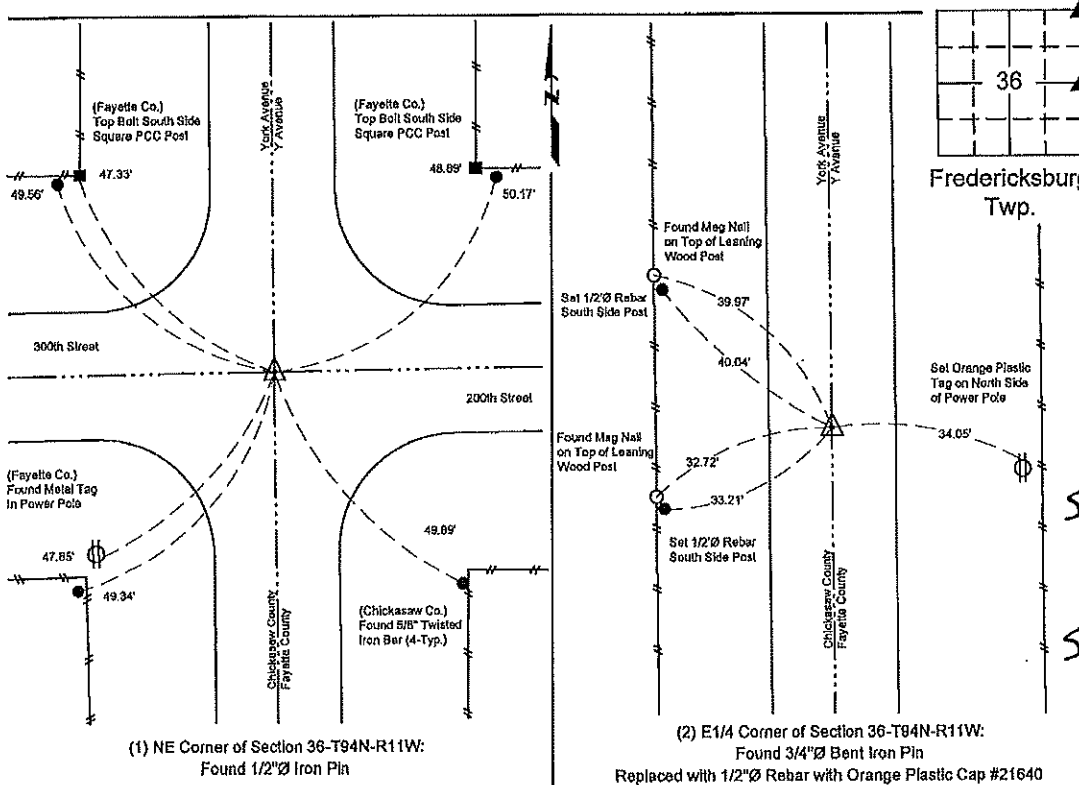 (Fayette Co.)
Top Bolt South Side
Square PCC Post
47.33'
49.56'
York Avenue
Y Avenue
(Fayette Co.)
Top Bolt South Side
Square PCC Post
48.89'
50.17'
300th Street
200th Street
(Fayette Co.)
Found Metal Tag
In Power Pole
47.85'
49.34'
49.89'
(Chickasaw Co.)
Found 5/8" Twisted
Iron Bar (4-Typ.)
Chickasaw County
Fayette County
(1) NE Corner of Section 36-T94N-R11W:
Found 1/2"Ø Iron Pin
N
York Avenue
Y Avenue
Found Mag Nail
on Top of Leaning
Wood Post
Set 1/2"Ø Rebar
South Side Post
39.97'
40.04'
Found Mag Nail
on Top of Leaning
Wood Post
32.72'
33.21'
Set 1/2"Ø Rebar
South Side Post
Set Orange Plastic
Tag on North Side
of Power Pole
34.05'
Chickasaw County
Fayette County
(2) E1/4 Corner of Section 36-T94N-R11W:
Found 3/4"Ø Bent Iron Pin
Replaced with 1/2"Ø Rebar with Orange Plastic Cap #21640
36
Fredericksburg
Twp.
S
S